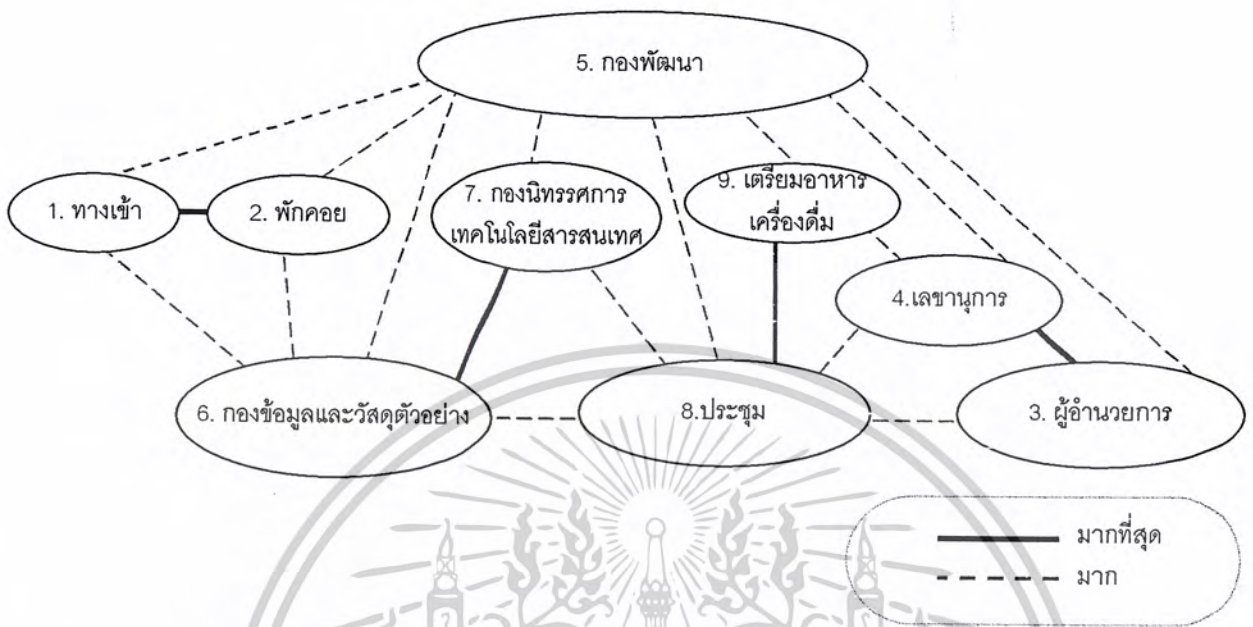 5. กองพัฒนา
1. ทางเข้า
2. พักคอย
7. กองนิทรรศการ
เทคโนโลยีสารสนเทศ
9. เตรียมอาหาร
เครื่องดื่ม
4.เลขานุการ
6. กองข้อมูลและวัสดุตัวอย่าง
8.ประชุม
3. ผู้อำนวยการ
มากที่สุด
มาก